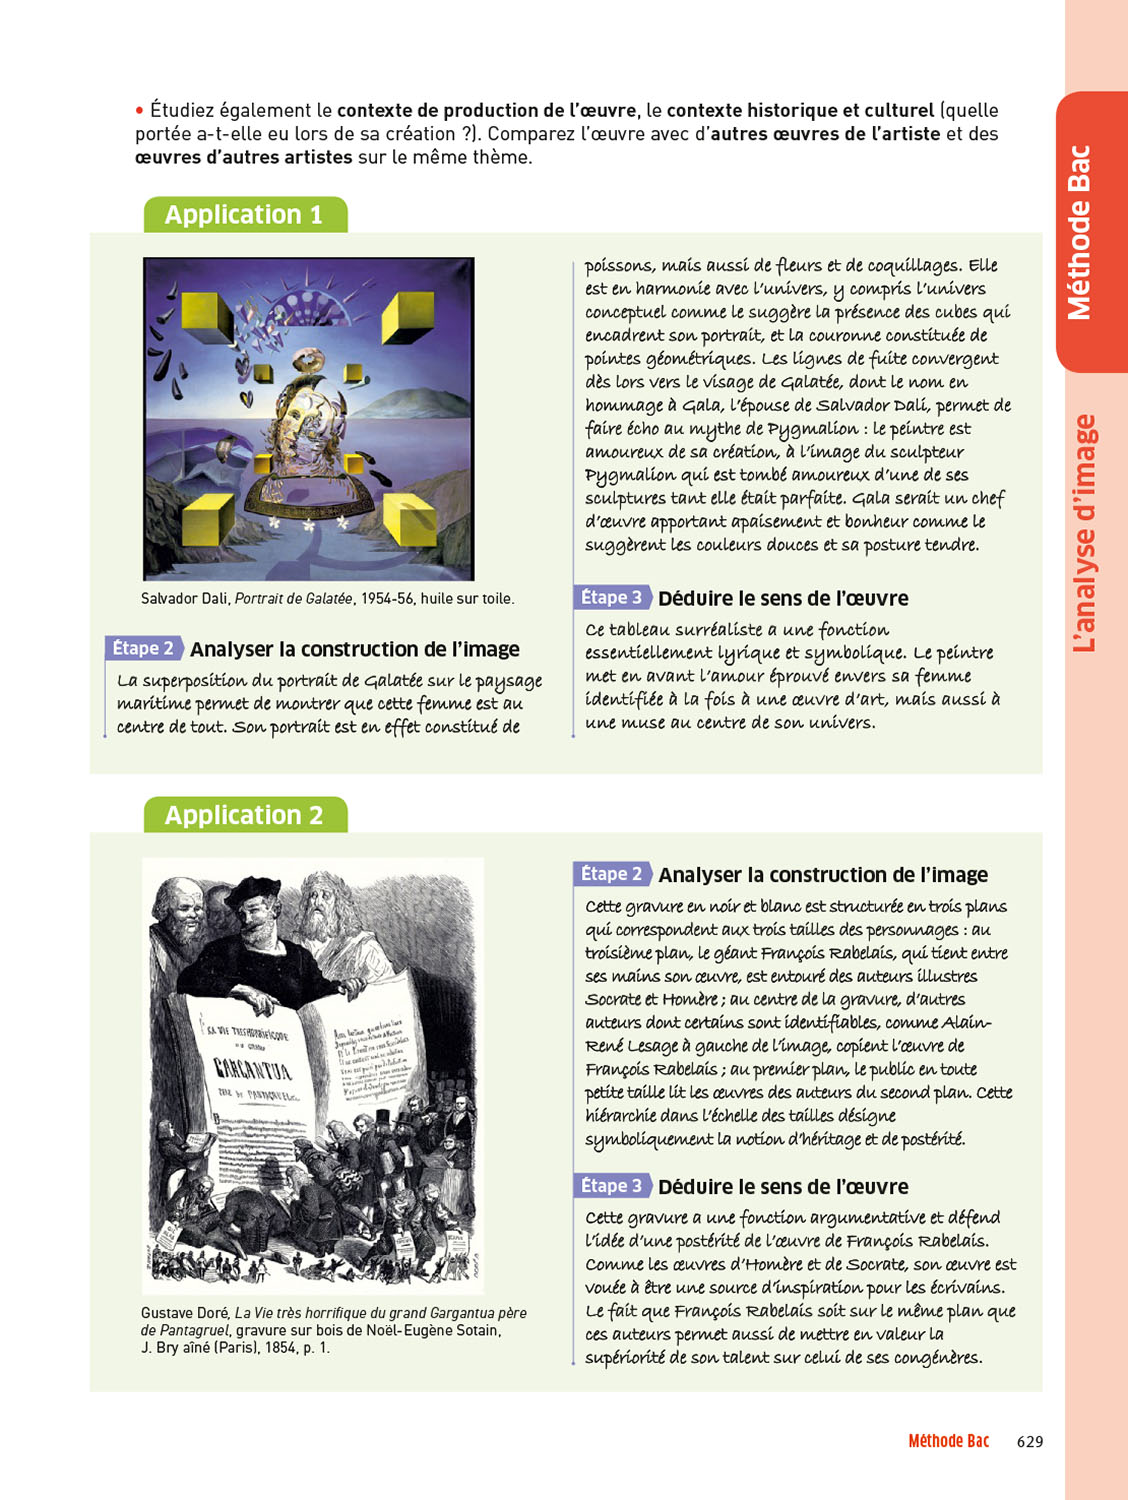 • Étudiez également le contexte de production de l'œuvre, le contexte historique et culturel (quelle
portée a-t-elle eu lors de sa création ?). Comparez l'œuvre avec d'autres œuvres de l'artiste et des
œuvres d'autres artistes sur le même thème.
Application 1
Salvador Dali, Portrait de Galatée, 1954-56, huile sur toile.
Étape 2 Analyser la construction de l'image
La superposition du portrait de Galatée sur le paysage
maritime permet de montrer que cette femme est au
centre de tout. Son portrait est en effet constitué de
poissons, mais aussi de fleurs et de coquillages. Elle
est en harmonie avec l'univers, y compris l'univers
conceptuel comme le suggère la présence des cubes qui
encadrent son portrait, et la couronne constituée de
pointes géométriques. Les lignes de fuite convergent
dès lors vers le visage de Galatée, dont le nom en
hommage à Gala, l'épouse de Salvador Dalí, permet de
faire écho au mythe de Pygmalion : le peintre est
amoureux de sa création, à l'image du sculpteur
Pygmalion qui est tombé amoureux d'une de ses
sculptures tant elle était parfaite. Gala serait un chef
d'œuvre apportant apaisement et bonheur comme le
suggèrent les couleurs douces et sa posture tendre.
Étape 3 Déduire le sens de l'œuvre
Ce tableau surréaliste a une fonction
essentiellement lyrique et symbolique. Le peintre
met en avant l'amour éprouvé envers sa femme
identifiée à la fois à une œuvre d'art, mais aussi à
une muse au centre de son univers.
Application 2
LA VIE TRES HORRIFICQUE
DU GRAND
GARGANTUA
PERE DE PANTAGRUEL
Gustave Doré, La Vie très horrifique du grand Gargantua père
de Pantagruel, gravure sur bois de Noël-Eugène Sotain,
J. Bry aîné (Paris), 1854, p. 1.
Étape 2 Analyser la construction de l'image
Cette gravure en noir et blanc est structurée en trois plans
qui correspondent aux trois tailles des personnages : au
troisième plan, le géant François Rabelais, qui tient entre
ses mains son œuvre, est entouré des auteurs illustres
Socrate et Homère ; au centre de la gravure, d'autres
auteurs dont certains sont identifiables, comme Alain-
René Lesage à gauche de l'image, copient l'œuvre de
François Rabelais ; au premier plan, le public en toute
petite taille lit les œuvres des auteurs du second plan. Cette
hiérarchie dans l'échelle des tailles désigne
symboliquement la notion d'héritage et de postérité.
Étape 3 Déduire le sens de l'œuvre
Cette gravure a une fonction argumentative et défend
l'idée d'une postérité de l'œuvre de François Rabelais.
Comme les œuvres d'Homère et de Socrate, son œuvre est
vouée à être une source d'inspiration pour les écrivains.
Le fait que François Rabelais soit sur le même plan que
ces auteurs permet aussi de mettre en valeur la
supériorité de son talent sur celui de ses congénères.
Méthode Bac
L'analyse d'image
Méthode Bac 629